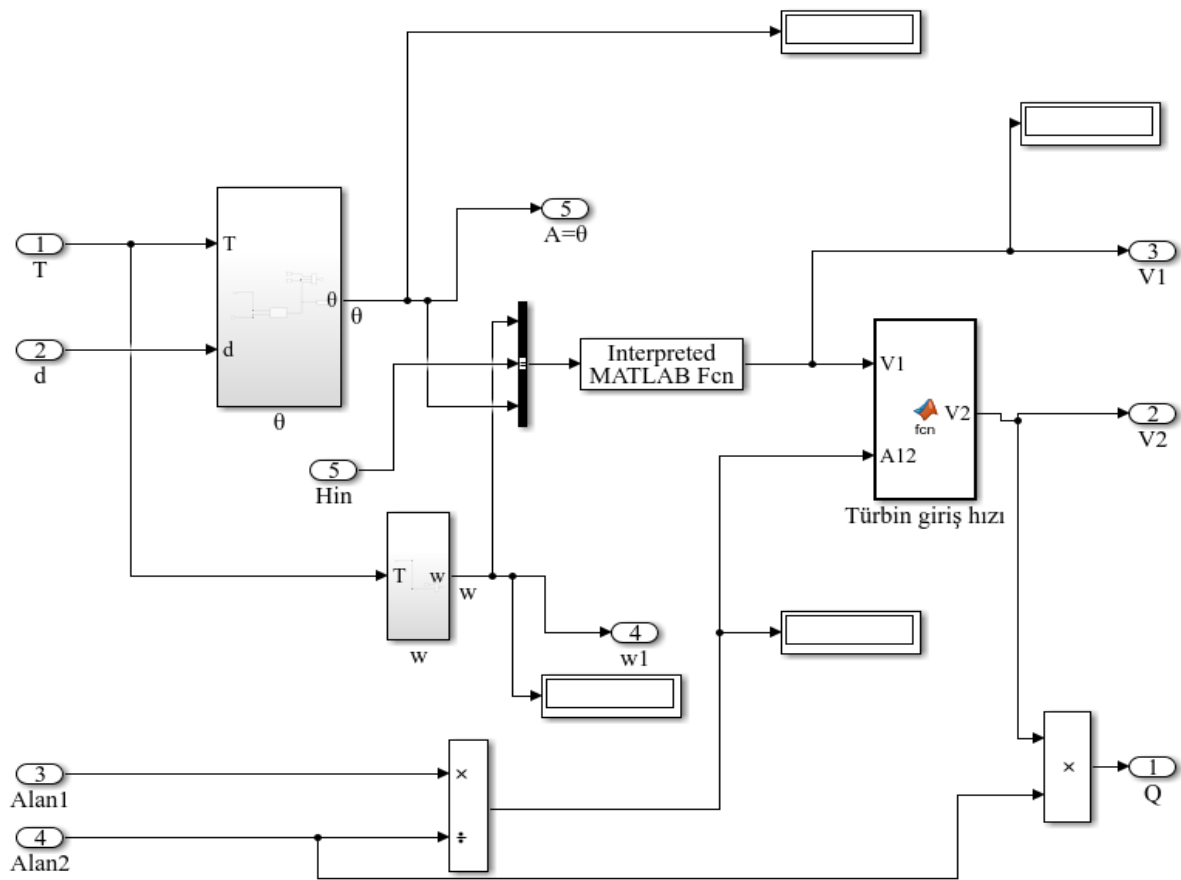 5
A=θ
1
T
T
θ
θ
3
V1
2
d
d
θ
Interpreted
MATLAB Fcn
V1
V2
fcn
A12
2
V2
5
Hin
Türbin giriş hızı
T
w
w
w
4
w1
3
Alan1
×
÷
4
Alan2
×
1
Q